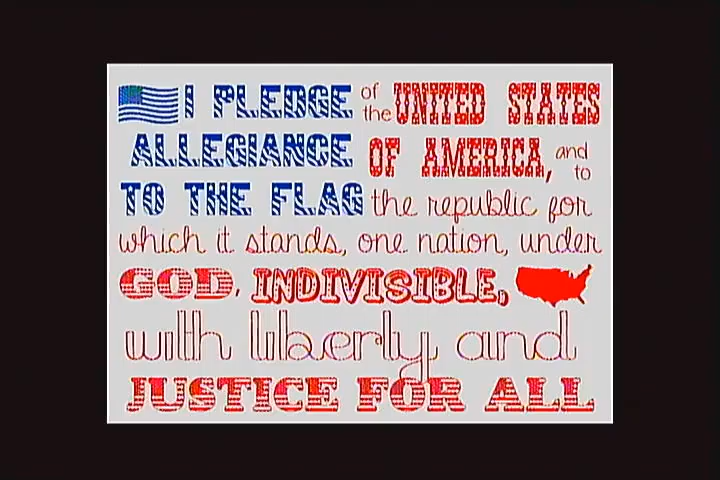 I PLEDGE
ALLEGIANCE
TO THE FLAG
of the UNITED STATES
OF AMERICA, and to
the republic for
which it stands, one nation, under
GOD, INDIVISIBLE,
with liberty and
JUSTICE FOR ALL